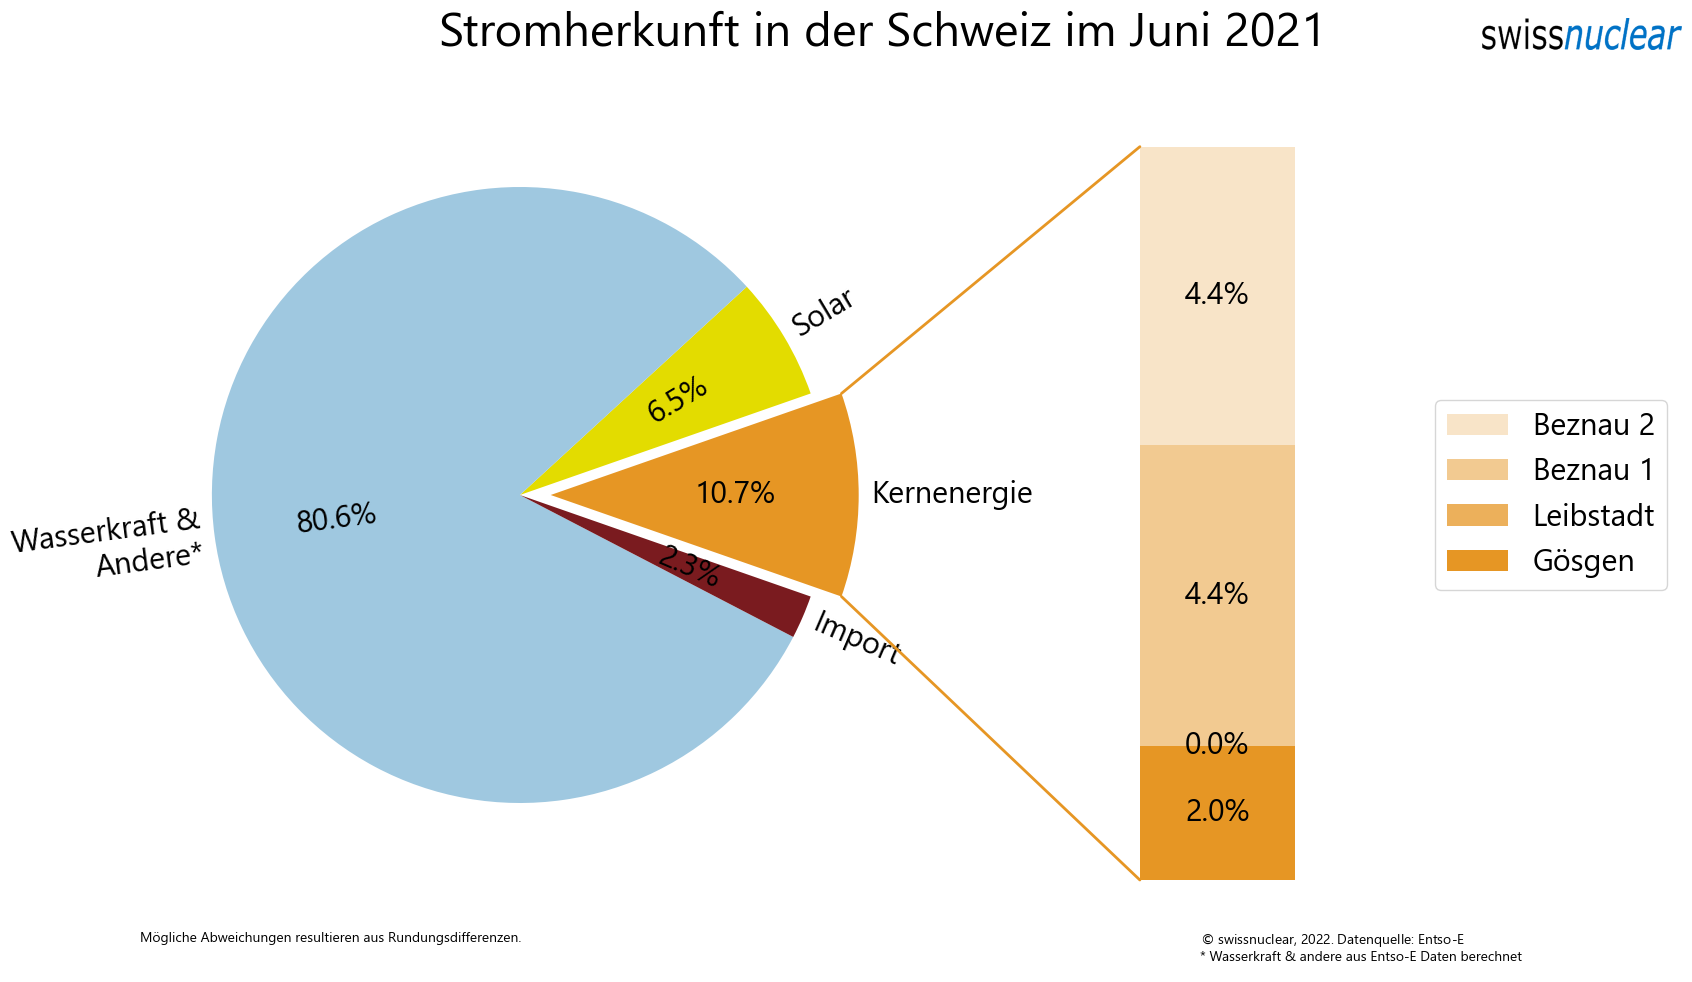 Stromherkunft in der Schweiz im Juni 2021
swissnuclear
Solar
6.5%
10.7%
Kernenergie
2.3%
Import
80.6%
Wasserkraft &
Andere*
4.4%
4.4%
0.0%
2.0%
Beznau 2
Beznau 1
Leibstadt
Gösgen
Mögliche Abweichungen resultieren aus Rundungsdifferenzen.
© swissnuclear, 2022. Datenquelle: Entso-E
* Wasserkraft & andere aus Entso-E Daten berechnet